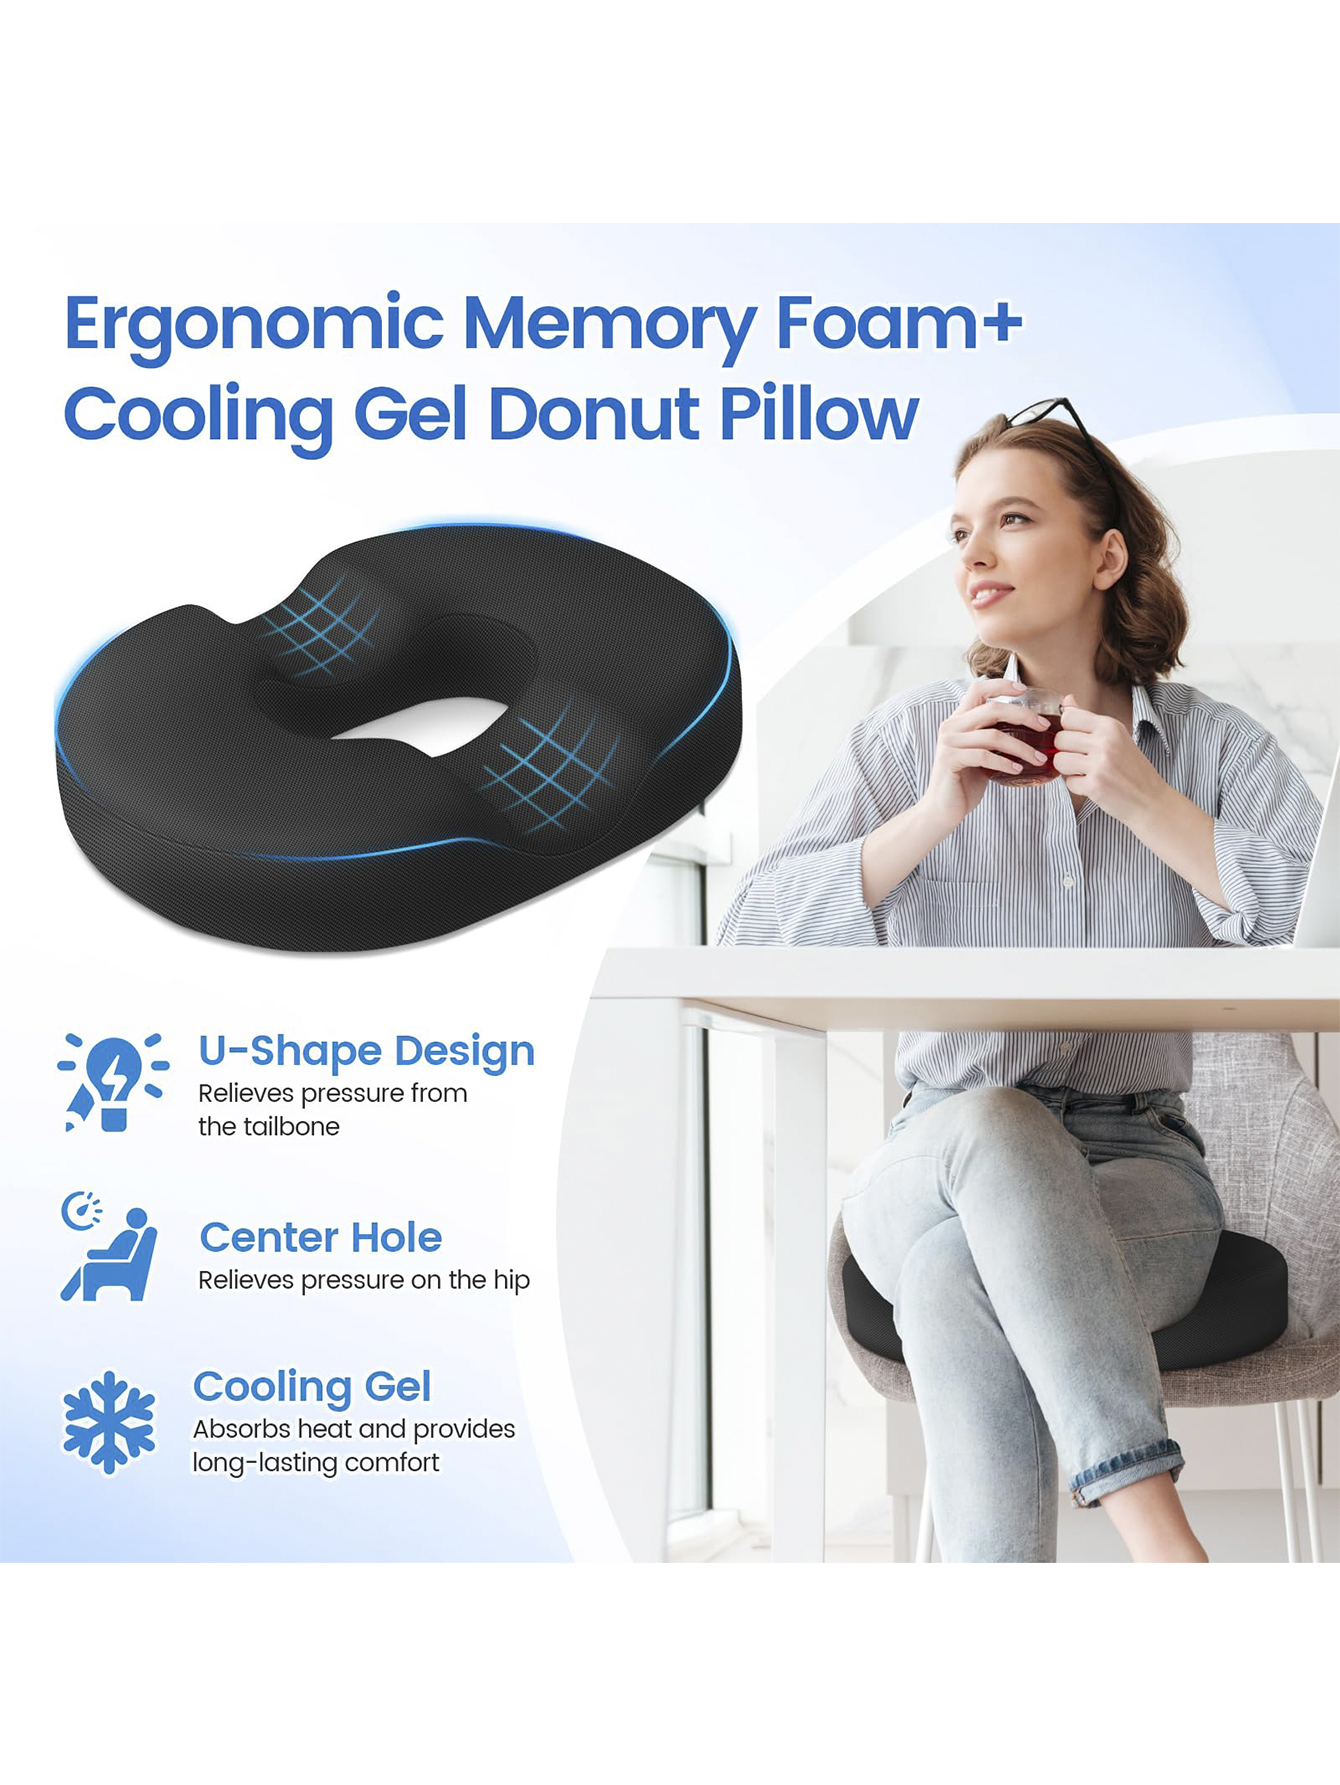 Ergonomic Memory Foam+
Cooling Gel Donut Pillow
U-Shape Design
Relieves pressure from
the tailbone
Center Hole
Relieves pressure on the hip
Cooling Gel
Absorbs heat and provides
long-lasting comfort